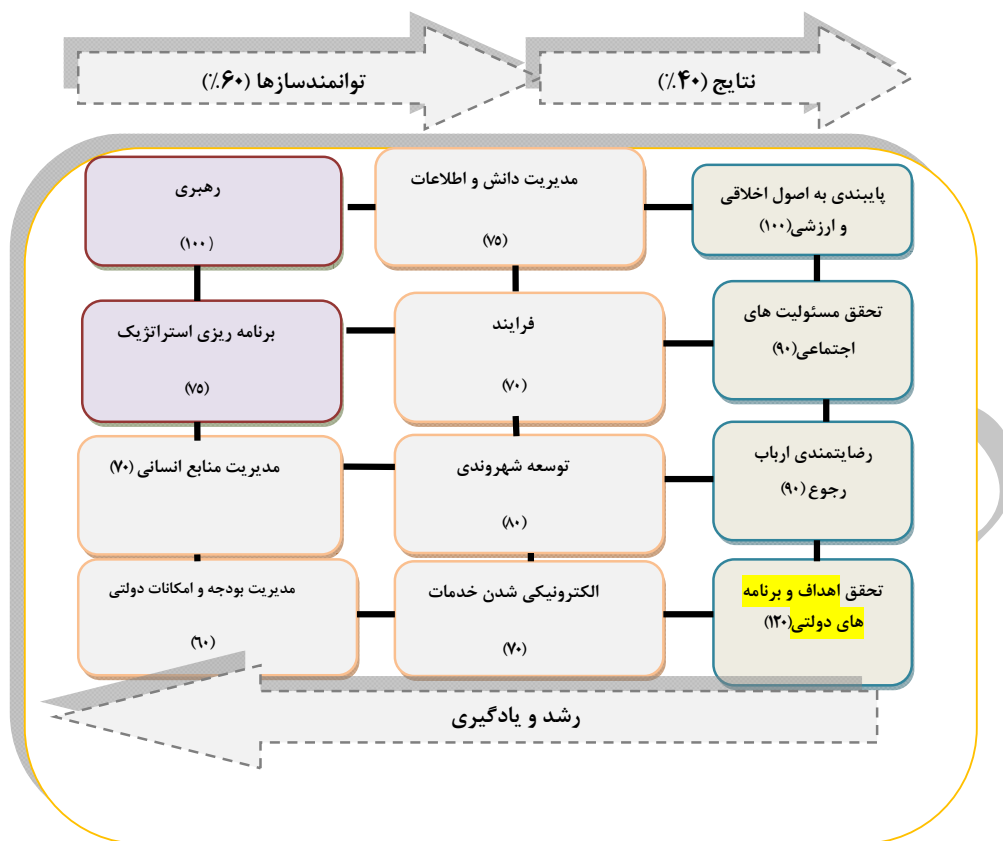 توانمندسازها (۶۰٪)
نتایج (۴۰٪)
رهبری
(۱۰۰)
مدیریت دانش و اطلاعات
(۷۵)
پایبندی به اصول اخلاقی
و ارزشی(۱۰۰)
برنامه ریزی استراتژیک
(۷۵)
فرایند
(۷۰)
تحقق مسئولیت های
اجتماعی(۹۰)
مدیریت منابع انسانی (۷۰)
توسعه شهروندی
(۸۰)
رضایتمندی ارباب
رجوع (۹۰)
مدیریت بودجه و امکانات دولتی
(۶۰)
الکترونیکی شدن خدمات
(۷۰)
تحقق اهداف و برنامه
های دولتی(۱۲۰)
رشد و یادگیری